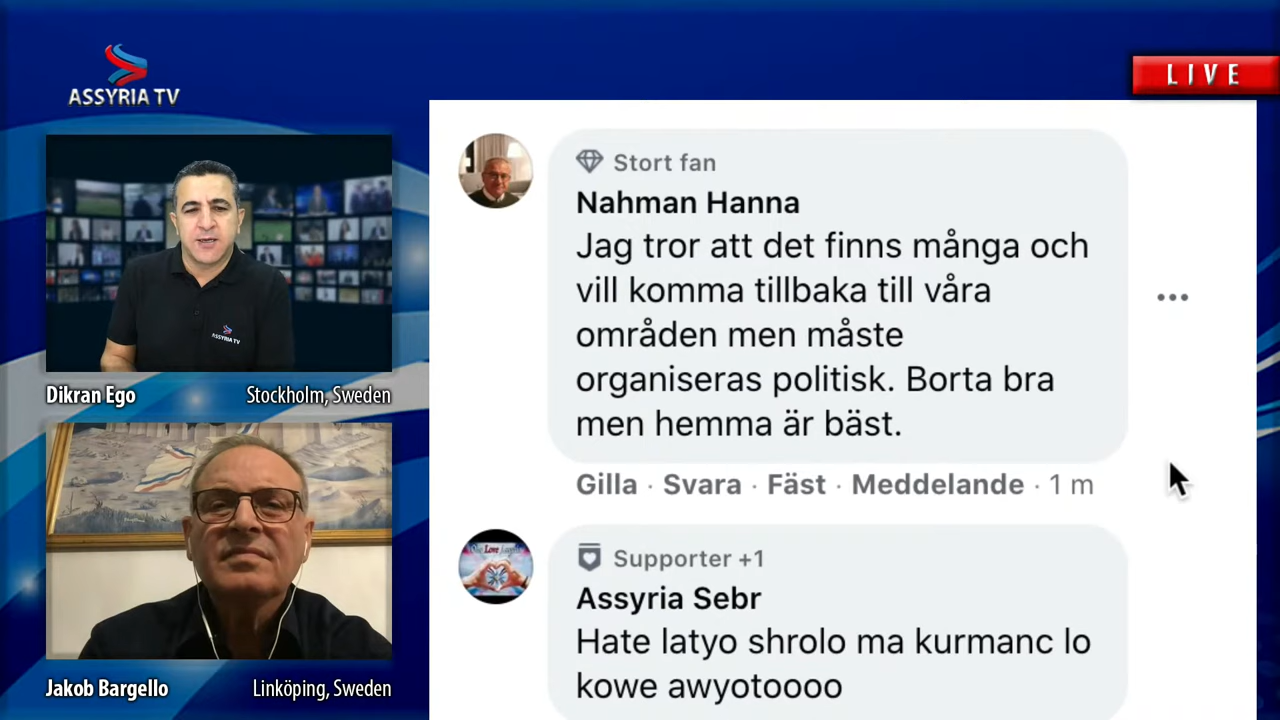 ASSYRIA TV
LIVE
ASSYRIA TV
Dikran Ego
Stockholm, Sweden
Jakob Bargello
Linköping, Sweden
Stort fan
Nahman Hanna
Jag tror att det finns många och
vill komma tillbaka till våra
områden men måste
organiseras politisk. Borta bra
men hemma är bäst.
Gilla · Svara · Fäst · Meddelande · 1 m
Supporter +1
Assyria Sebr
Hate latyo shrolo ma kurmanc lo
kowe awyotoooo